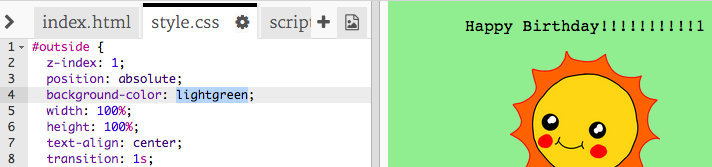 index.html style.css script
1 #outside {
2 z-index: 1;
3 position: absolute;
4 background-color: lightgreen;
5 width: 100%;
6 height: 100%;
7 text-align: center;
8 transition: 1s;
Happy Birthday!!!!!!!!!!!1